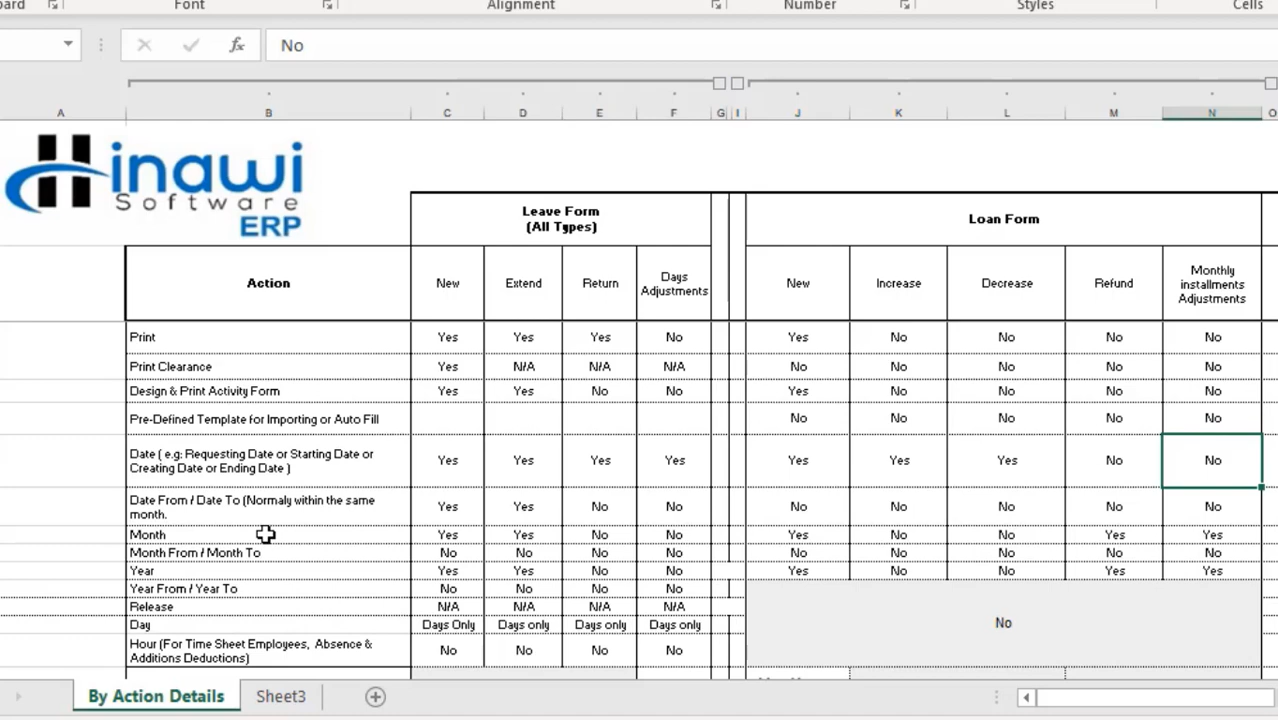 ard Font Alignment Number Styles Cells
fx No
A B C D E F G I J K L M N O
Hinawi
Software
ERP
Leave Form
(All Types)
Loan Form
Action New Extend Return Days Adjustments New Increase Decrease Refund Monthly installments Adjustments
Print Yes Yes Yes No Yes No No No No
Print Clearance Yes N/A N/A N/A No No No No No
Design & Print Activity Form Yes Yes No No Yes No No No No
Pre-Defined Template for Importing or Auto Fill No No No No No
Date ( e.g: Requesting Date or Starting Date or
Creating Date or Ending Date ) Yes Yes Yes Yes Yes Yes Yes No No
Date From / Date To (Normaly within the same
month. Yes Yes No No No No No No No
Month Yes Yes No No Yes No No Yes Yes
Month From / Month To No No No No No No No No No
Year Yes Yes No No Yes No No Yes Yes
Year From / Year To No No No No
Release N/A N/A N/A N/A
Day Days Only Days only Days only Days only
No
Hour (For Time Sheet Employees, Absence &
Additions Deductions) No No No No
By Action Details Sheet3